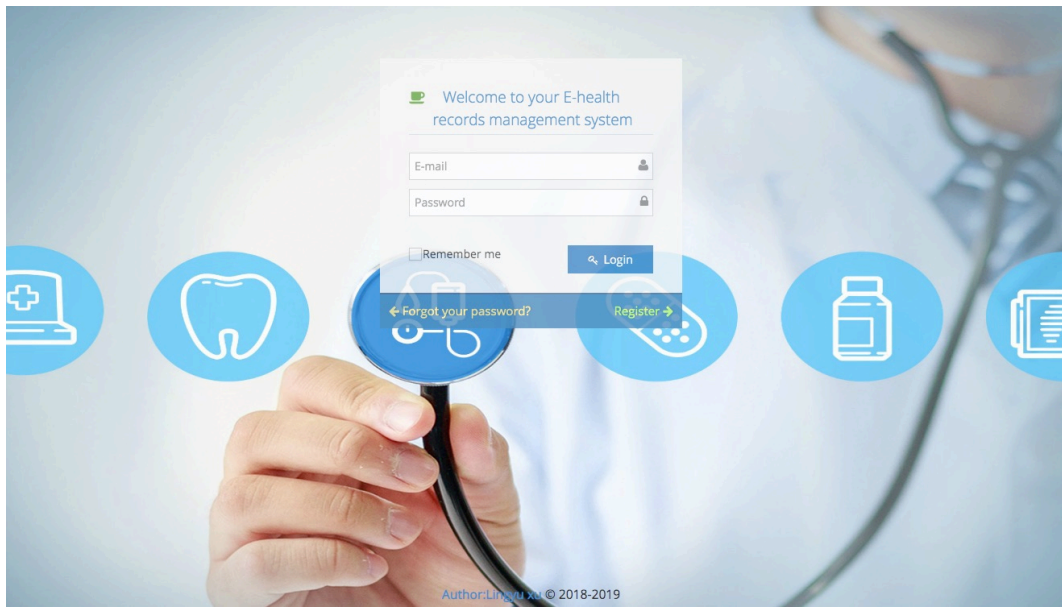 Welcome to your E-health
records management system
E-mail
Password
Remember me
Login
Forgot your password?
Register
Author:Lingyu xu © 2018-2019